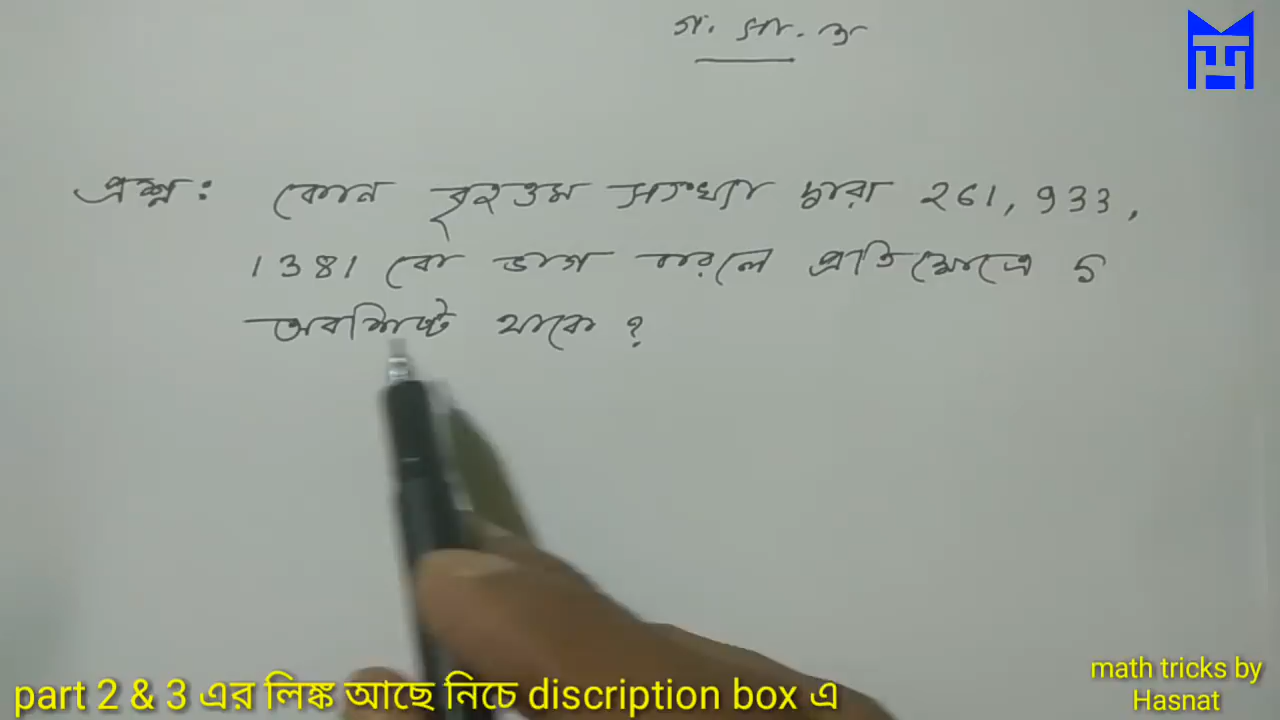 গ. সা. গু
প্রশ্ন: কোন বৃহত্তম সংখ্যা দ্বারা 261, 933,
1381 কে ভাগ করলে প্রতিক্ষেত্রে 5
অবশিষ্ট থাকে ?
part 2 & 3 এর লিঙ্ক আছে নিচে discription box এ
math tricks by
Hasnat